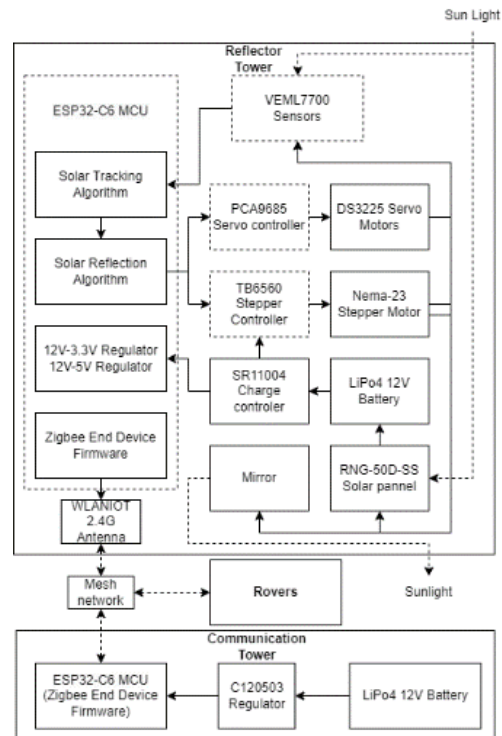 Sun Light
Reflector
Tower
ESP32-C6 MCU
VEML7700
Sensors
Solar Tracking
Algorithm
PCA9685
Servo controller
DS3225 Servo
Motors
Solar Reflection
Algorithm
TB6560
Stepper
Controller
Nema-23
Stepper Motor
12V-3.3V Regulator
12V-5V Regulator
SR11004
Charge
controler
LiPo4 12V
Battery
Zigbee End Device
Firmware
Mirror
RNG-50D-SS
Solar pannel
WLANIOT
2.4G
Antenna
Mesh
network
Rovers
Sunlight
Communication
Tower
ESP32-C6 MCU
(Zigbee End Device
Firmware)
C120503
Regulator
LiPo4 12V Battery